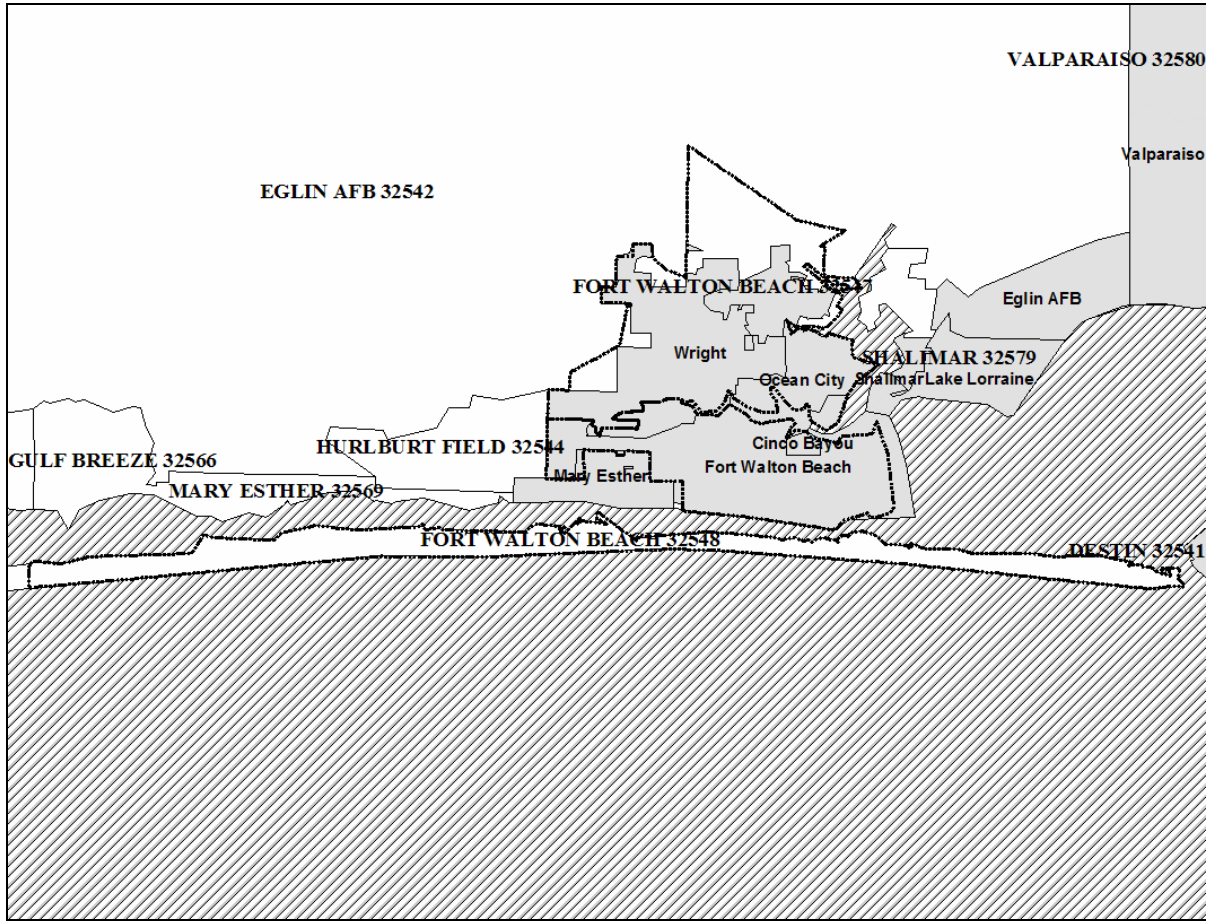 VALPARAISO 32580
Valparaiso
EGLIN AFB 32542
FORT WALTON BEACH 32547
Eglin AFB
Wright
SHALIMAR 32579
Ocean City
Shalimar
Lake Lorraine
Cinco Bayou
HURLBURT FIELD 32544
GULF BREEZE 32566
Fort Walton Beach
Mary Esther
MARY ESTHER 32569
FORT WALTON BEACH 32548
DESTIN 32541